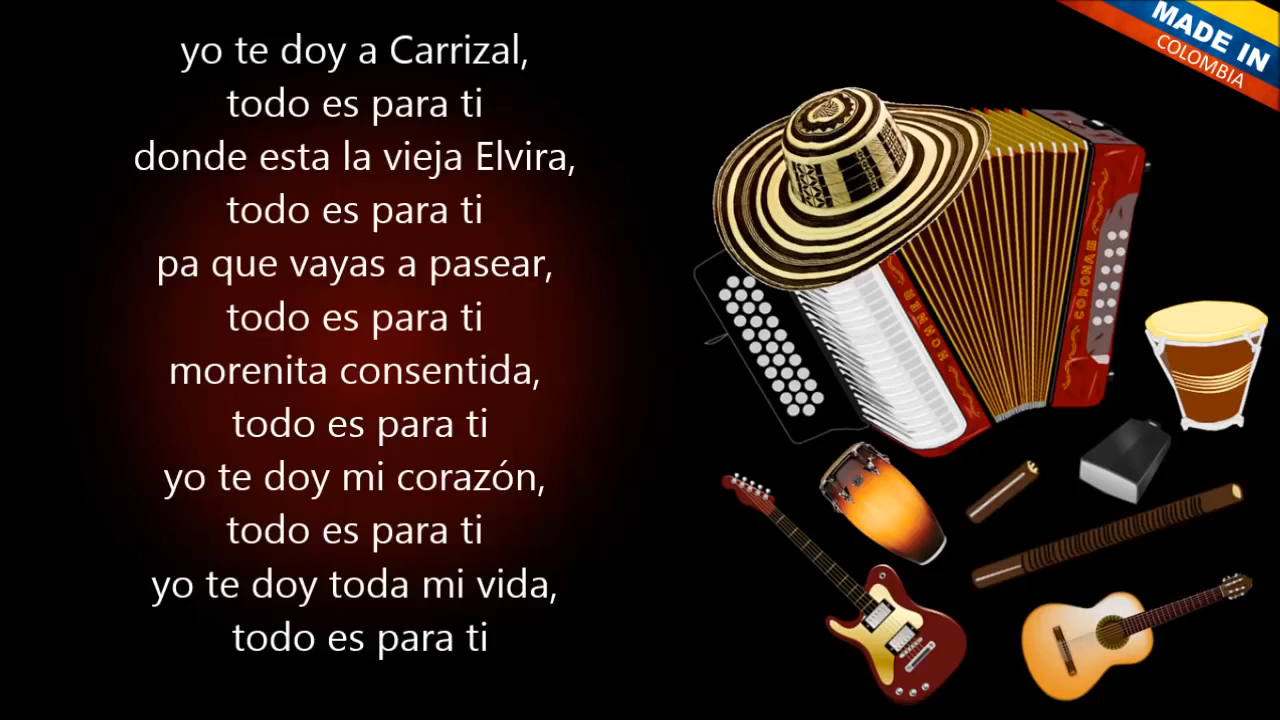 yo te doy a Carrizal,
todo es para ti
donde esta la vieja Elvira,
todo es para ti
pa que vayas a pasear,
todo es para ti
morenita consentida,
todo es para ti
yo te doy mi corazón,
todo es para ti
yo te doy toda mi vida,
todo es para ti
MADE IN
COLOMBIA
HOHNER
CORONA III